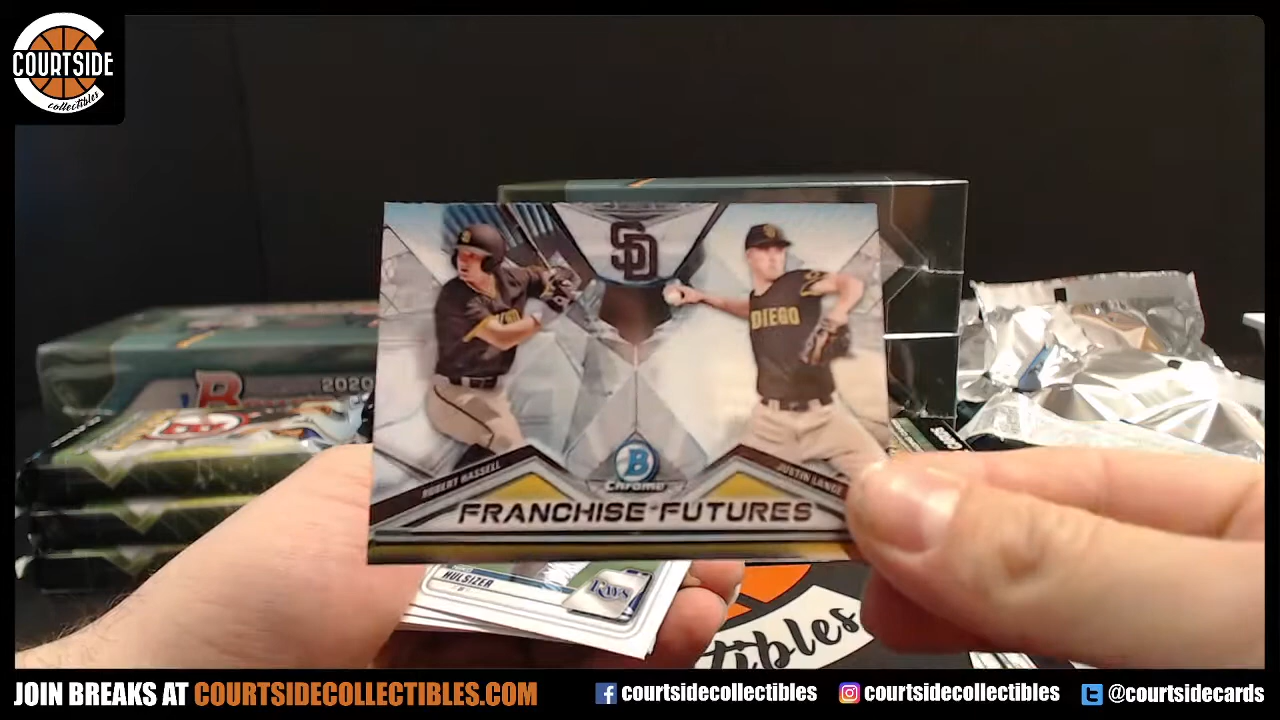 COURTSIDE
collectibles
SD
DIEGO
ROBERT HASSELL
JUSTIN LANGE
B
Chrome
FRANCHISE FUTURES
B
2020
HULSIZER
RAYS
tibles
JOIN BREAKS AT COURTSIDECOLLECTIBLES.COM
courtsidecollectibles
courtsidecollectibles
@courtsidecards